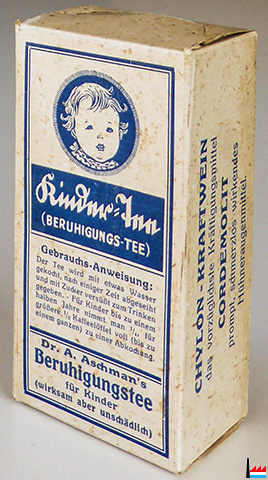 Kinder-Tee
(BERUHIGUNGS-TEE)
Gebrauchs-Anweisung:
Der Tee wird mit etwas Wasser
gekocht, nach einiger Zeit abgeseiht
und mit Zucker versüßt zum Trinken
gegeben. - Für Kinder bis zu einem
halben Jahre nimmt man ¹/₄, für
größere ¹/₂ Kaffeelöffel voll (bis zu
einem ganzen) zu einer Abkochung.
Dr. A. Aschman's
Beruhigungstee
für Kinder
(wirksam aber unschädlich)
CHYLON-KRAFTWEIN
das vorzüglichste Kräftigungsmittel
CORDEMOLIT
prompt, schmerzlos wirkendes
Hühneraugenmittel.